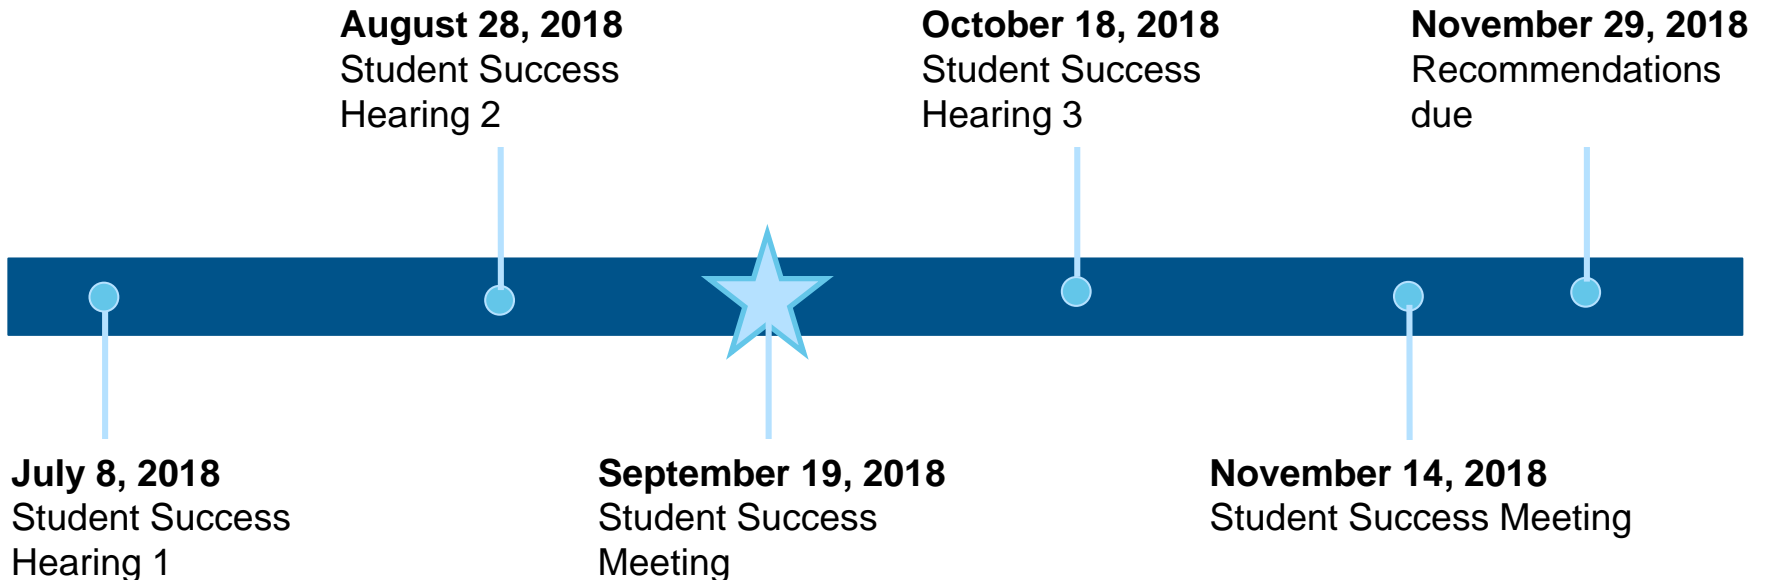 August 28, 2018
Student Success
Hearing 2
October 18, 2018
Student Success
Hearing 3
November 29, 2018
Recommendations
due
July 8, 2018
Student Success
Hearing 1
September 19, 2018
Student Success
Meeting
November 14, 2018
Student Success Meeting